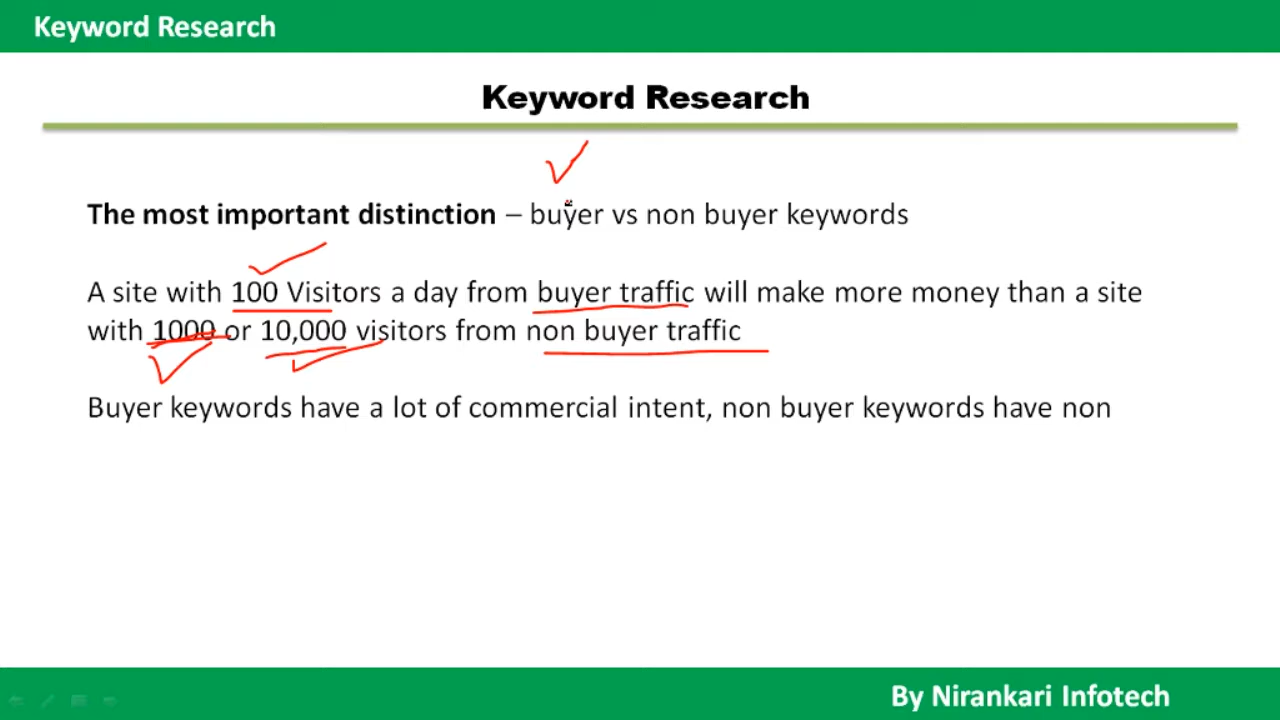 Keyword Research
Keyword Research
The most important distinction – buyer vs non buyer keywords
A site with 100 Visitors a day from buyer traffic will make more money than a site
with 1000 or 10,000 visitors from non buyer traffic
Buyer keywords have a lot of commercial intent, non buyer keywords have non
By Nirankari Infotech